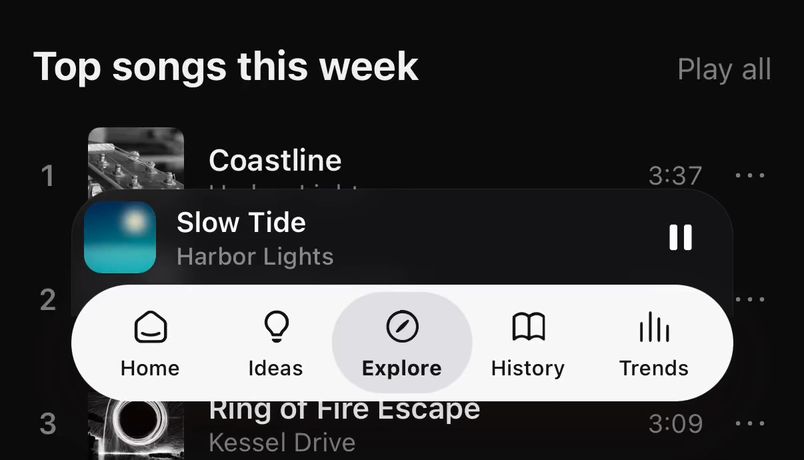 Top songs this week
Play all
1
Coastline
3:37
Slow Tide
Harbor Lights
2
Home
Ideas
Explore
History
Trends
3
Ring of Fire Escape
3:09
Kessel Drive